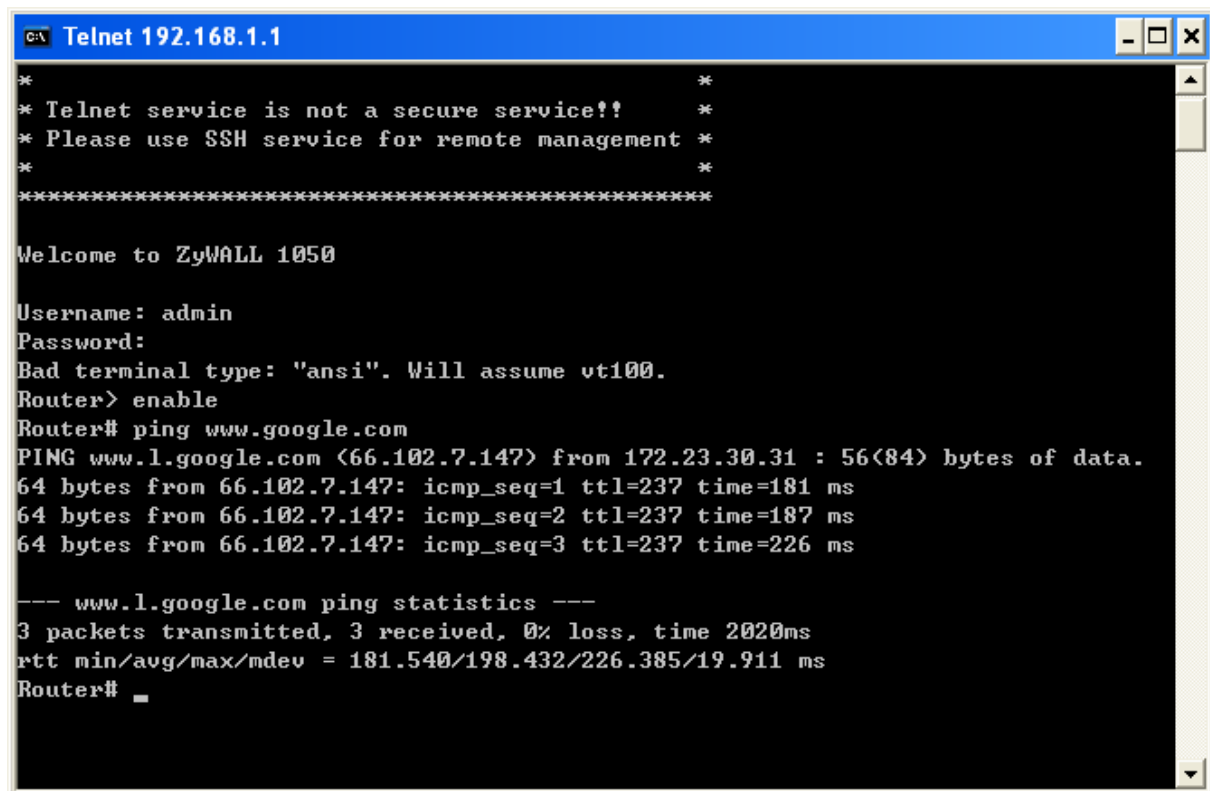 Telnet 192.168.1.1
*                                              *
* Telnet service is not a secure service!!     *
* Please use SSH service for remote management *
*                                              *
************************************************
Welcome to ZyWALL 1050
Username: admin
Password:
Bad terminal type: "ansi". Will assume vt100.
Router> enable
Router# ping www.google.com
PING www.l.google.com (66.102.7.147) from 172.23.30.31 : 56(84) bytes of data.
64 bytes from 66.102.7.147: icmp_seq=1 ttl=237 time=181 ms
64 bytes from 66.102.7.147: icmp_seq=2 ttl=237 time=187 ms
64 bytes from 66.102.7.147: icmp_seq=3 ttl=237 time=226 ms
--- www.l.google.com ping statistics ---
3 packets transmitted, 3 received, 0% loss, time 2020ms
rtt min/avg/max/mdev = 181.540/198.432/226.385/19.911 ms
Router# _